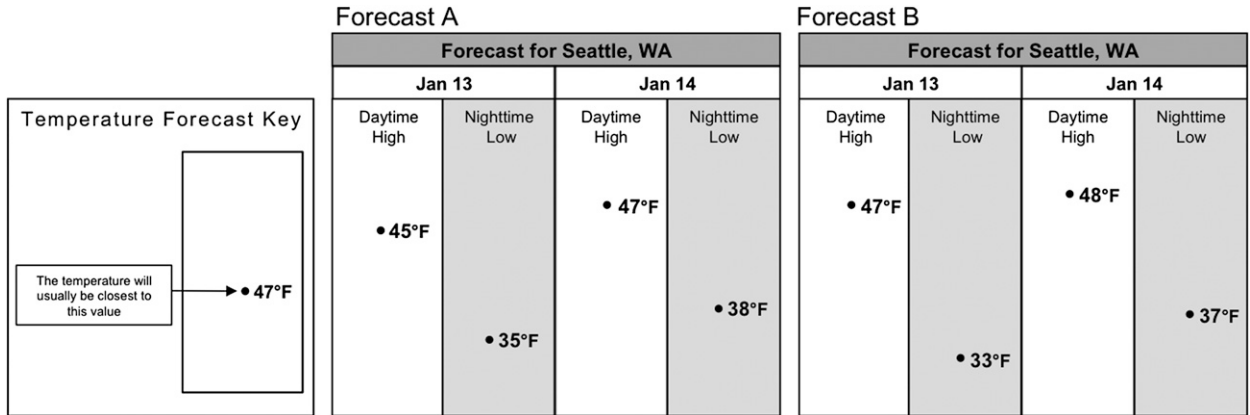 Temperature Forecast Key
The temperature will
usually be closest to
this value
47°F
Forecast A
Forecast for Seattle, WA
Jan 13
Jan 14
Daytime
High
Nighttime
Low
Daytime
High
Nighttime
Low
45°F
35°F
47°F
38°F
Forecast B
Forecast for Seattle, WA
Jan 13
Jan 14
Daytime
High
Nighttime
Low
Daytime
High
Nighttime
Low
47°F
33°F
48°F
37°F